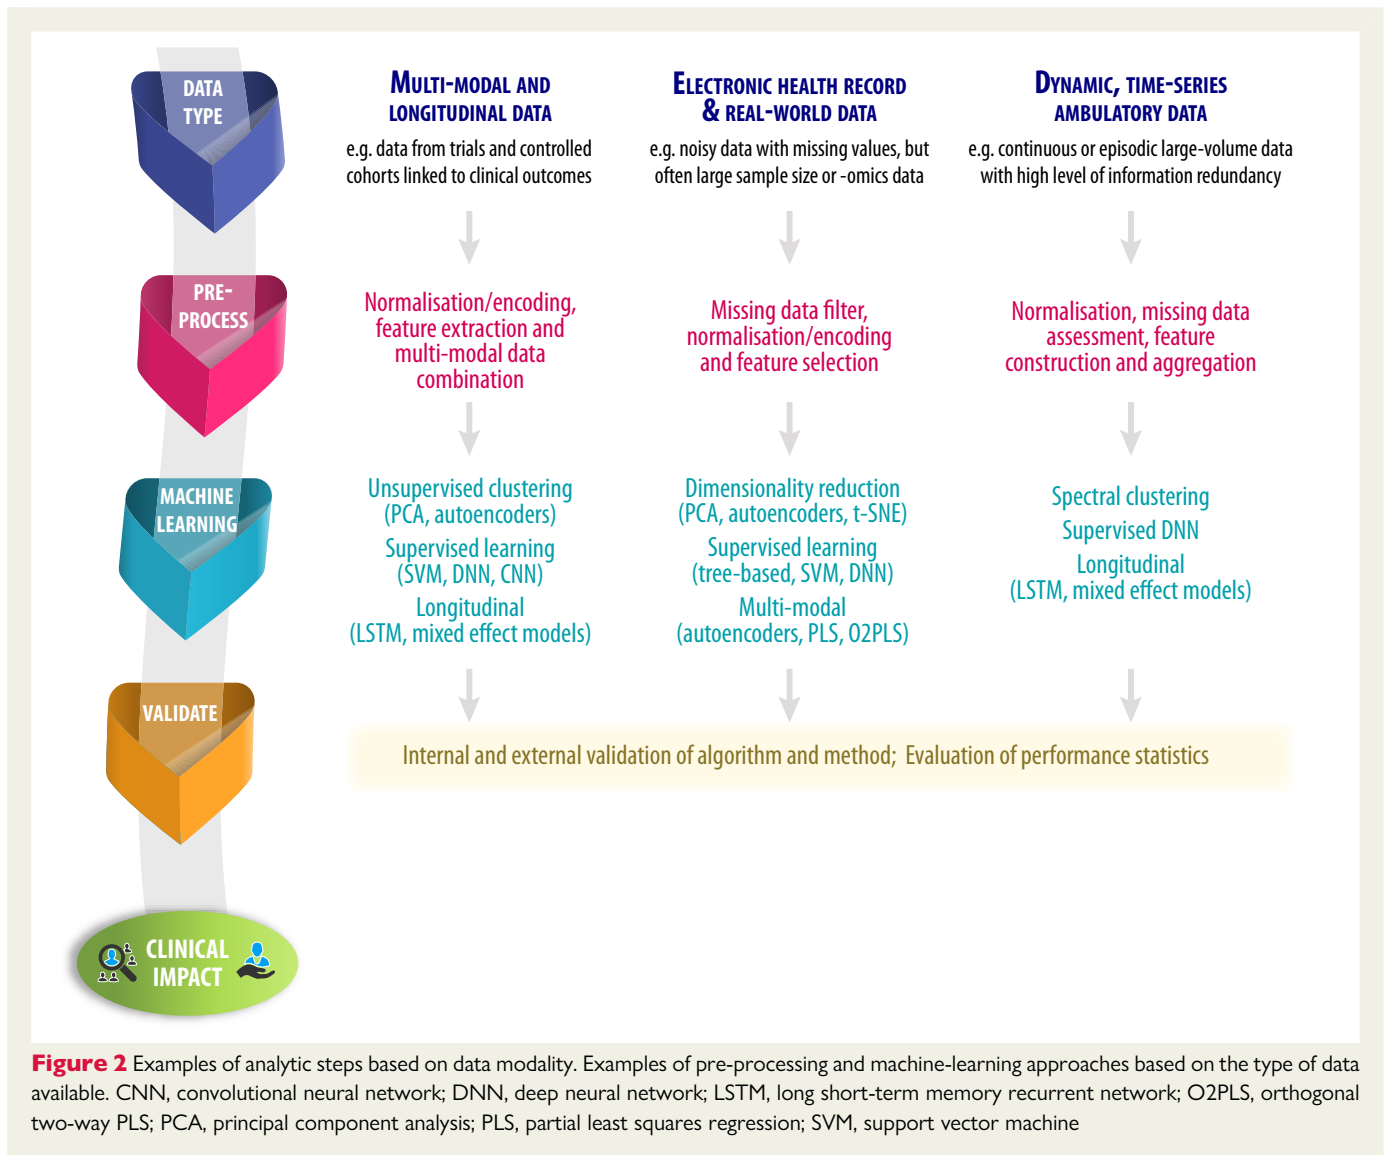 DATA
TYPE
MULTI-MODAL AND
LONGITUDINAL DATA
e.g. data from trials and controlled
cohorts linked to clinical outcomes
ELECTRONIC HEALTH RECORD
& REAL-WORLD DATA
e.g. noisy data with missing values, but
often large sample size or -omics data
DYNAMIC, TIME-SERIES
AMBULATORY DATA
e.g. continuous or episodic large-volume data
with high level of information redundancy
PRE-
PROCESS
Normalisation/encoding,
feature extraction and
multi-modal data
combination
Missing data filter,
normalisation/encoding
and feature selection
Normalisation, missing data
assessment, feature
construction and aggregation
MACHINE
LEARNING
Unsupervised clustering
(PCA, autoencoders)
Supervised learning
(SVM, DNN, CNN)
Longitudinal
(LSTM, mixed effect models)
Dimensionality reduction
(PCA, autoencoders, t-SNE)
Supervised learning
(tree-based, SVM, DNN)
Multi-modal
(autoencoders, PLS, O2PLS)
Spectral clustering
Supervised DNN
Longitudinal
(LSTM, mixed effect models)
VALIDATE
Internal and external validation of algorithm and method; Evaluation of performance statistics
CLINICAL
IMPACT
Figure 2 Examples of analytic steps based on data modality. Examples of pre-processing and machine-learning approaches based on the type of data
available. CNN, convolutional neural network; DNN, deep neural network; LSTM, long short-term memory recurrent network; O2PLS, orthogonal
two-way PLS; PCA, principal component analysis; PLS, partial least squares regression; SVM, support vector machine